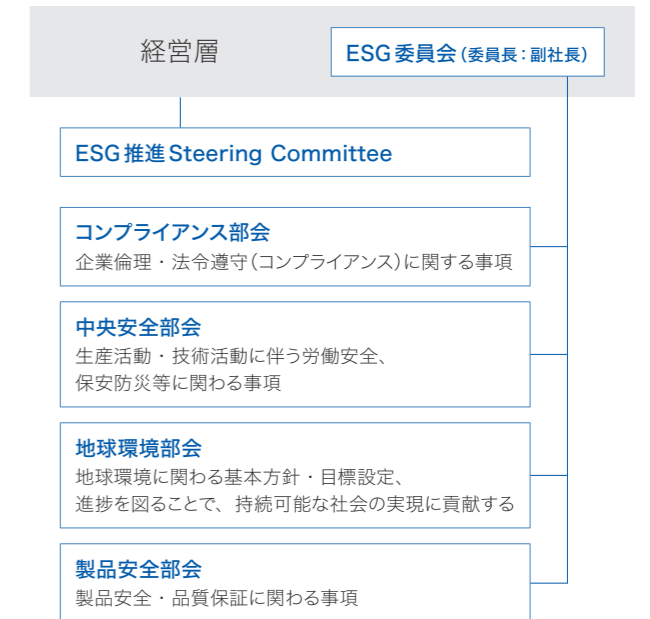 経営層
ESG委員会（委員長：副社長）
ESG推進Steering Committee
コンプライアンス部会
企業倫理・法令遵守（コンプライアンス）に関する事項
中央安全部会
生産活動・技術活動に伴う労働安全、
保安防災等に関わる事項
地球環境部会
地球環境に関わる基本方針・目標設定、
進捗を図ることで、持続可能な社会の実現に貢献する
製品安全部会
製品安全・品質保証に関わる事項